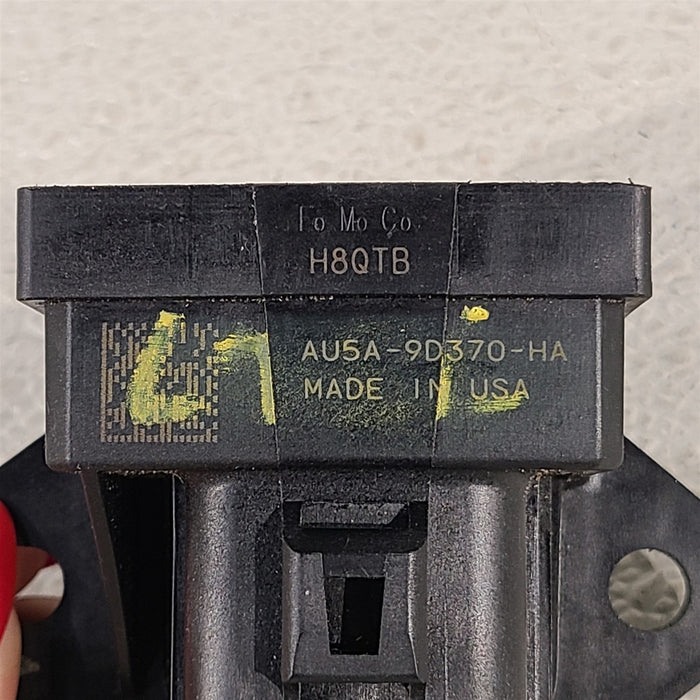 Fo Mo Co
H8QTB
AU5A-9D370-HA
MADE IN USA